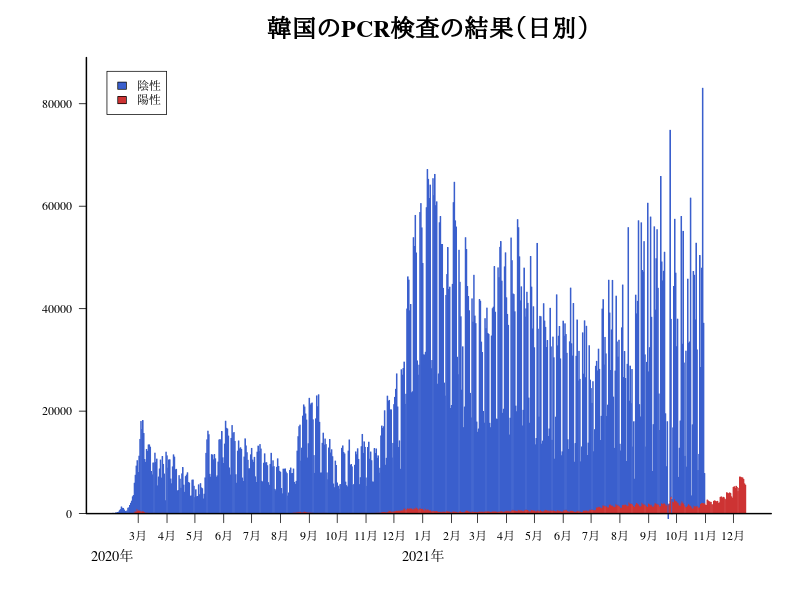 韓国のPCR検査の結果（日別）
陰性
陽性
80000
60000
40000
20000
0
3月 4月 5月 6月 7月 8月 9月 10月 11月 12月 1月 2月 3月 4月 5月 6月 7月 8月 9月 10月 11月 12月
2020年 2021年